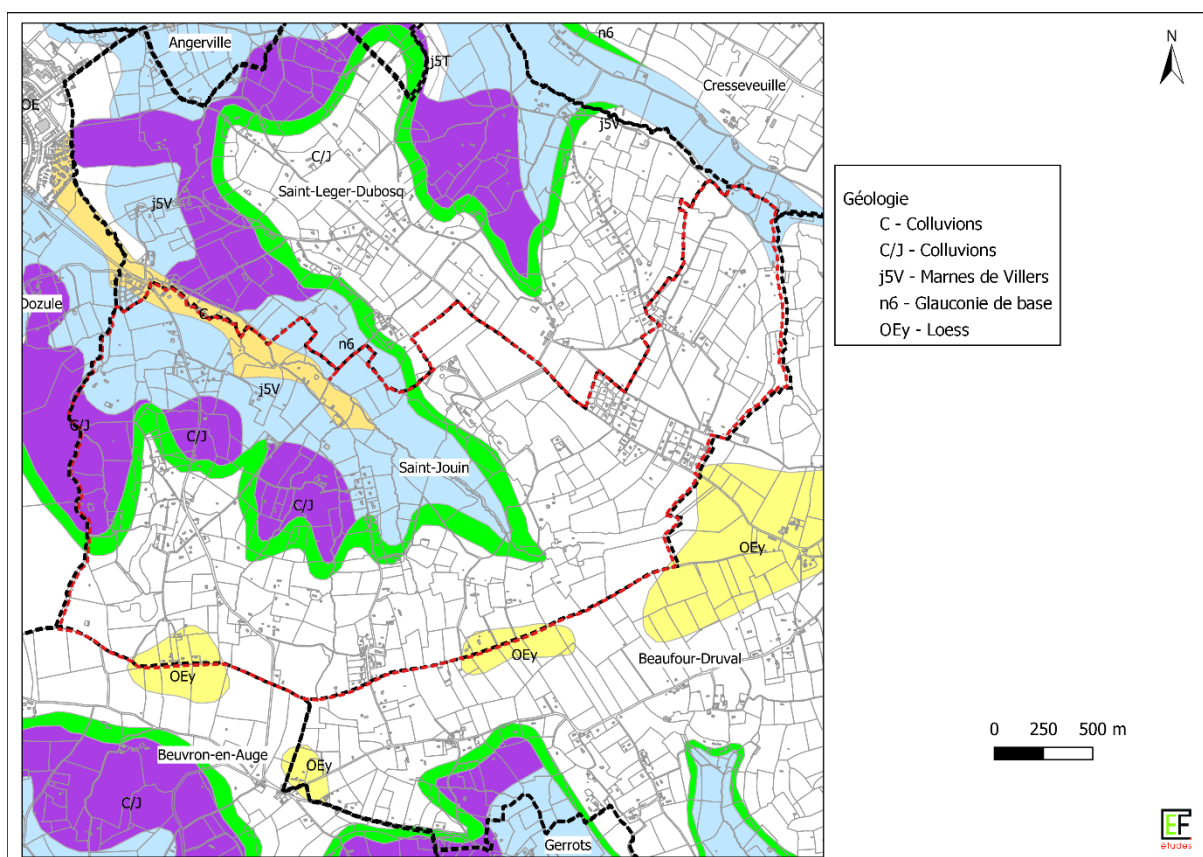 n6
Angerville
j5T
N
OE
Cresseveuille
j5V
C/J
Saint-Leger-Dubosq
j5V
Géologie
C - Colluvions
C/J - Colluvions
j5V - Marnes de Villers
n6 - Glauconie de base
OEy - Loess
Dozule
C
n6
j5V
C/J
C/J
Saint-Jouin
C/J
OEy
OEy
OEy
Beaufour-Druval
0 250 500 m
Beuvron-en-Auge
OEy
C/J
Gerrots
EF
études